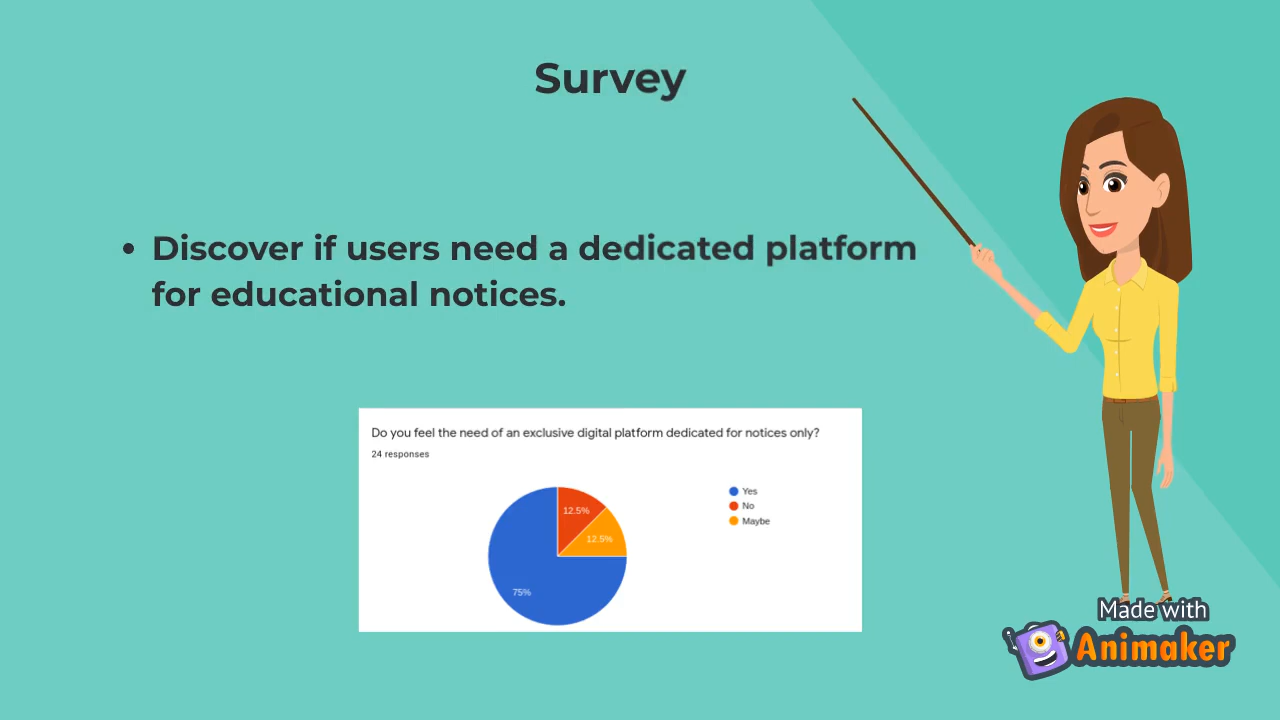 Survey
• Discover if users need a dedicated platform
for educational notices.
Do you feel the need of an exclusive digital platform dedicated for notices only?
24 responses
Yes
No
Maybe
12.5%
12.5%
75%
Made with
Animaker